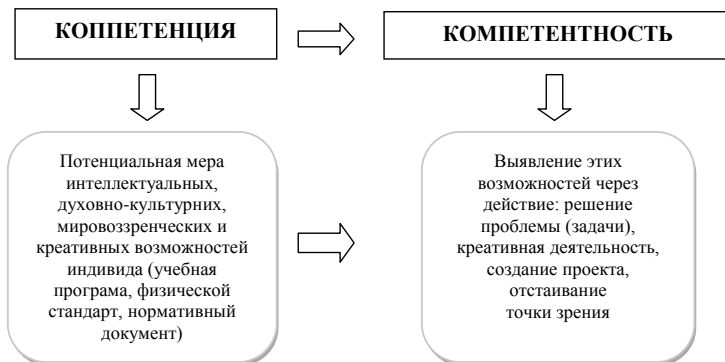 КОППЕТЕНЦИЯ
КОМПЕТЕНТНОСТЬ
Потенциальная мера
интеллектуальных,
духовно-культурних,
мировоззренческих и
креативных возможностей
индивида (учебная
програма, физической
стандарт, нормативный
документ)
Выявление этих
возможностей через
действие: решение
проблемы (задачи),
креативная деятельность,
создание проекта,
отстаивание
точки зрения